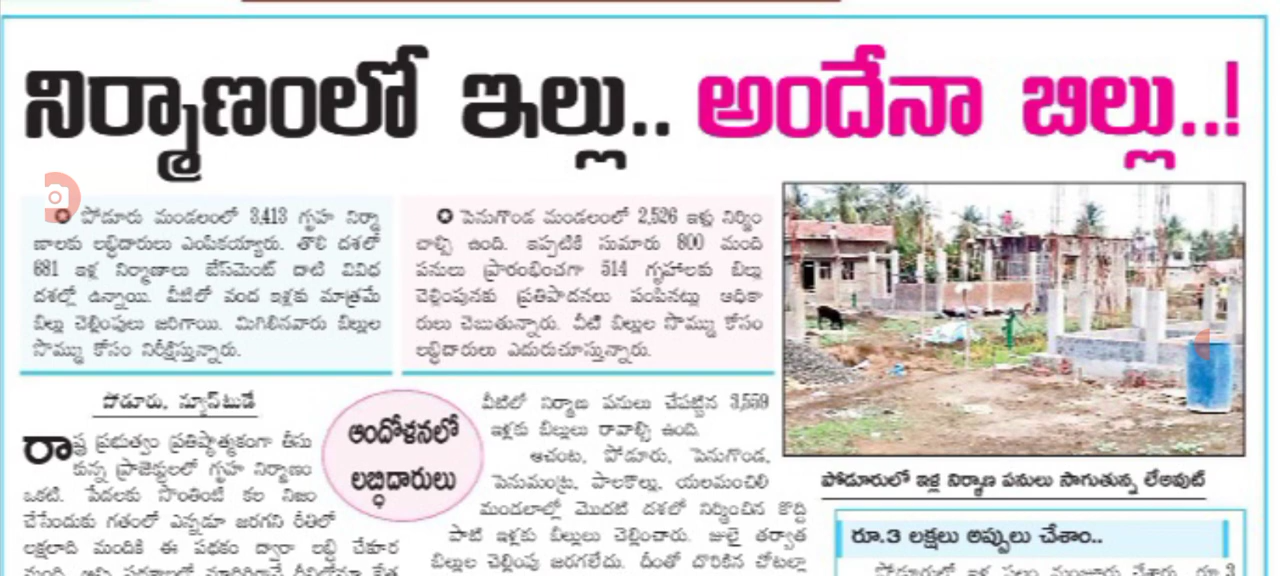 నిర్మాణంలో ఇల్లు.. అందేనా బిల్లు..!
✪ పోడూరు మండలంలో 3,413 గృహ నిర్మా
ణాలకు లబ్ధిదారులు ఎంపికయ్యారు. తొలి దశలో
681 ఇళ్ల నిర్మాణాలు బేస్‌మెంట్ దాటి వివిధ
దశల్లో ఉన్నాయి. వీటిలో వంద ఇళ్లకు మాత్రమే
బిల్లు చెల్లింపులు జరిగాయి. మిగిలినవారు బిల్లుల
సొమ్ము కోసం నిరీక్షిస్తున్నారు.
✪ పెనుగొండ మండలంలో 2,526 ఇళ్లు నిర్మిం
చాల్సి ఉంది. ఇప్పటికి సుమారు 800 మంది
పనులు ప్రారంభించగా 514 గృహాలకు బిల్లు
చెల్లింపునకు ప్రతిపాదనలు పంపినట్లు అధికా
రులు చెబుతున్నారు. వీటి బిల్లుల సొమ్ము కోసం
లబ్ధిదారులు ఎదురుచూస్తున్నారు.
పోడూరు, న్యూస్‌టుడే
రాష్ట్ర ప్రభుత్వం ప్రతిష్ఠాత్మకంగా తీసు
కున్న ప్రాజెక్టులలో గృహ నిర్మాణం
ఒకటి. పేదలకు సొంతింటి కల నిజం
చేసేందుకు గతంలో ఎన్నడూ జరగని రీతిలో
లక్షలాది మందికి ఈ పథకం ద్వారా లబ్ధి చేకూర
ఆందోళనలో
లబ్ధిదారులు
వీటిలో నిర్మాణ పనులు చేపట్టిన 3,559
ఇళ్లకు బిల్లులు రావాల్సి ఉంది.
ఆచంట, పోడూరు, పెనుగొండ,
పెనుమంట్ర, పాలకొల్లు, యలమంచిలి
మండలాల్లో మొదటి దశలో నిర్మించిన కొద్ది
పాటి ఇళ్లకు బిల్లులు చెల్లించారు. జులై తర్వాత
బిల్లుల చెల్లింపు జరగలేదు. దీంతో దొరికిన చోటల్లా
పోడూరులో ఇళ్ల నిర్మాణ పనులు సాగుతున్న లేఅవుట్
రూ.3 లక్షలు అప్పులు చేశాం..